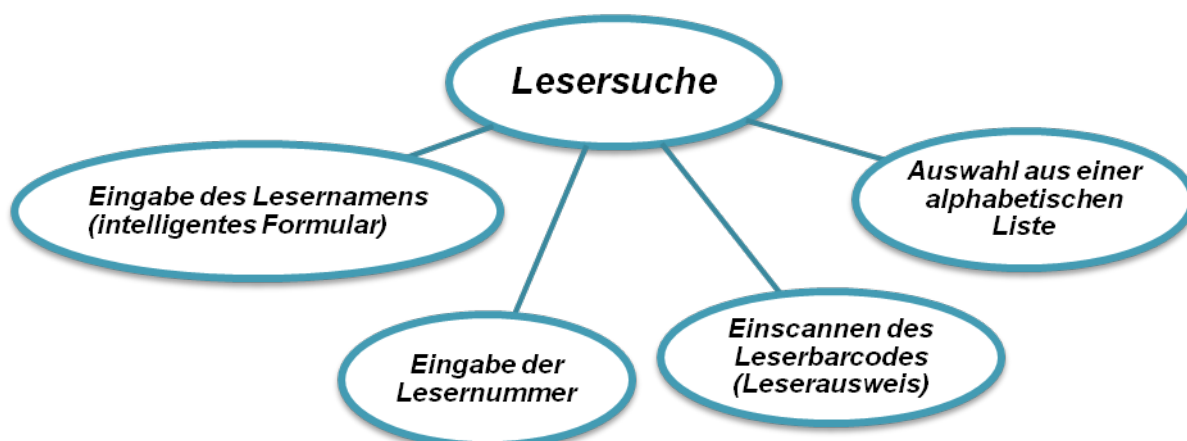 Lesersuche
Eingabe des Lesernamens
(intelligentes Formular)
Eingabe der
Lesernummer
Einscannen des
Leserbarcodes
(Leserausweis)
Auswahl aus einer
alphabetischen
Liste